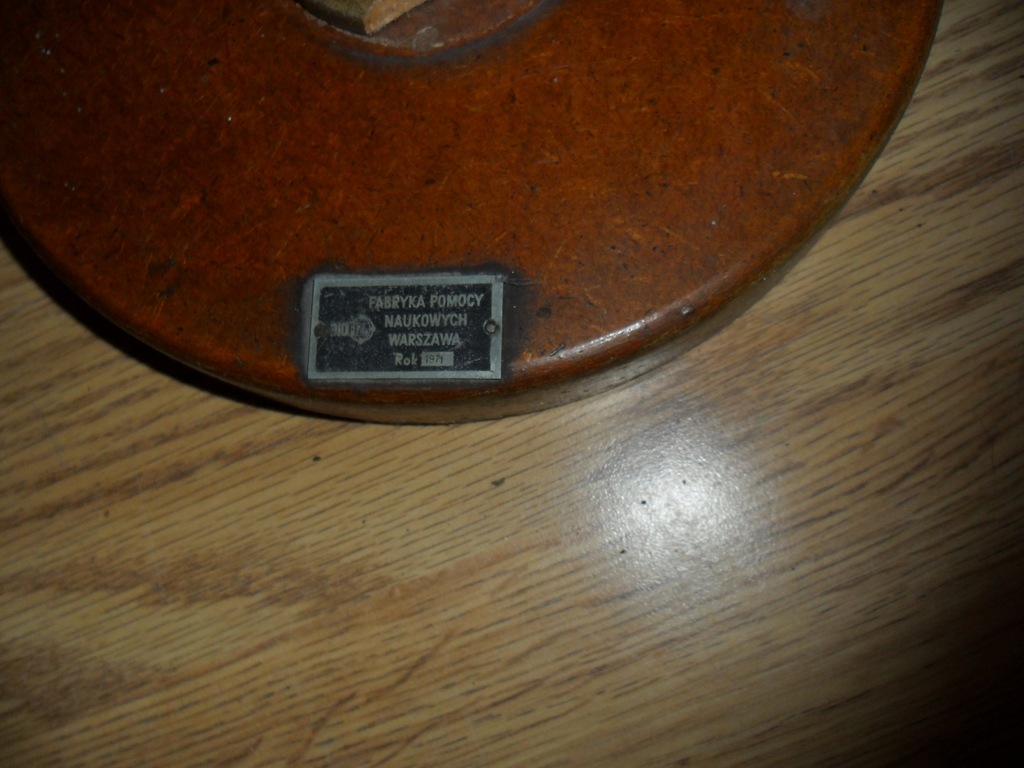 FABRYKA POMOCY
NAUKOWYCH
WARSZAWA
Rok 1971